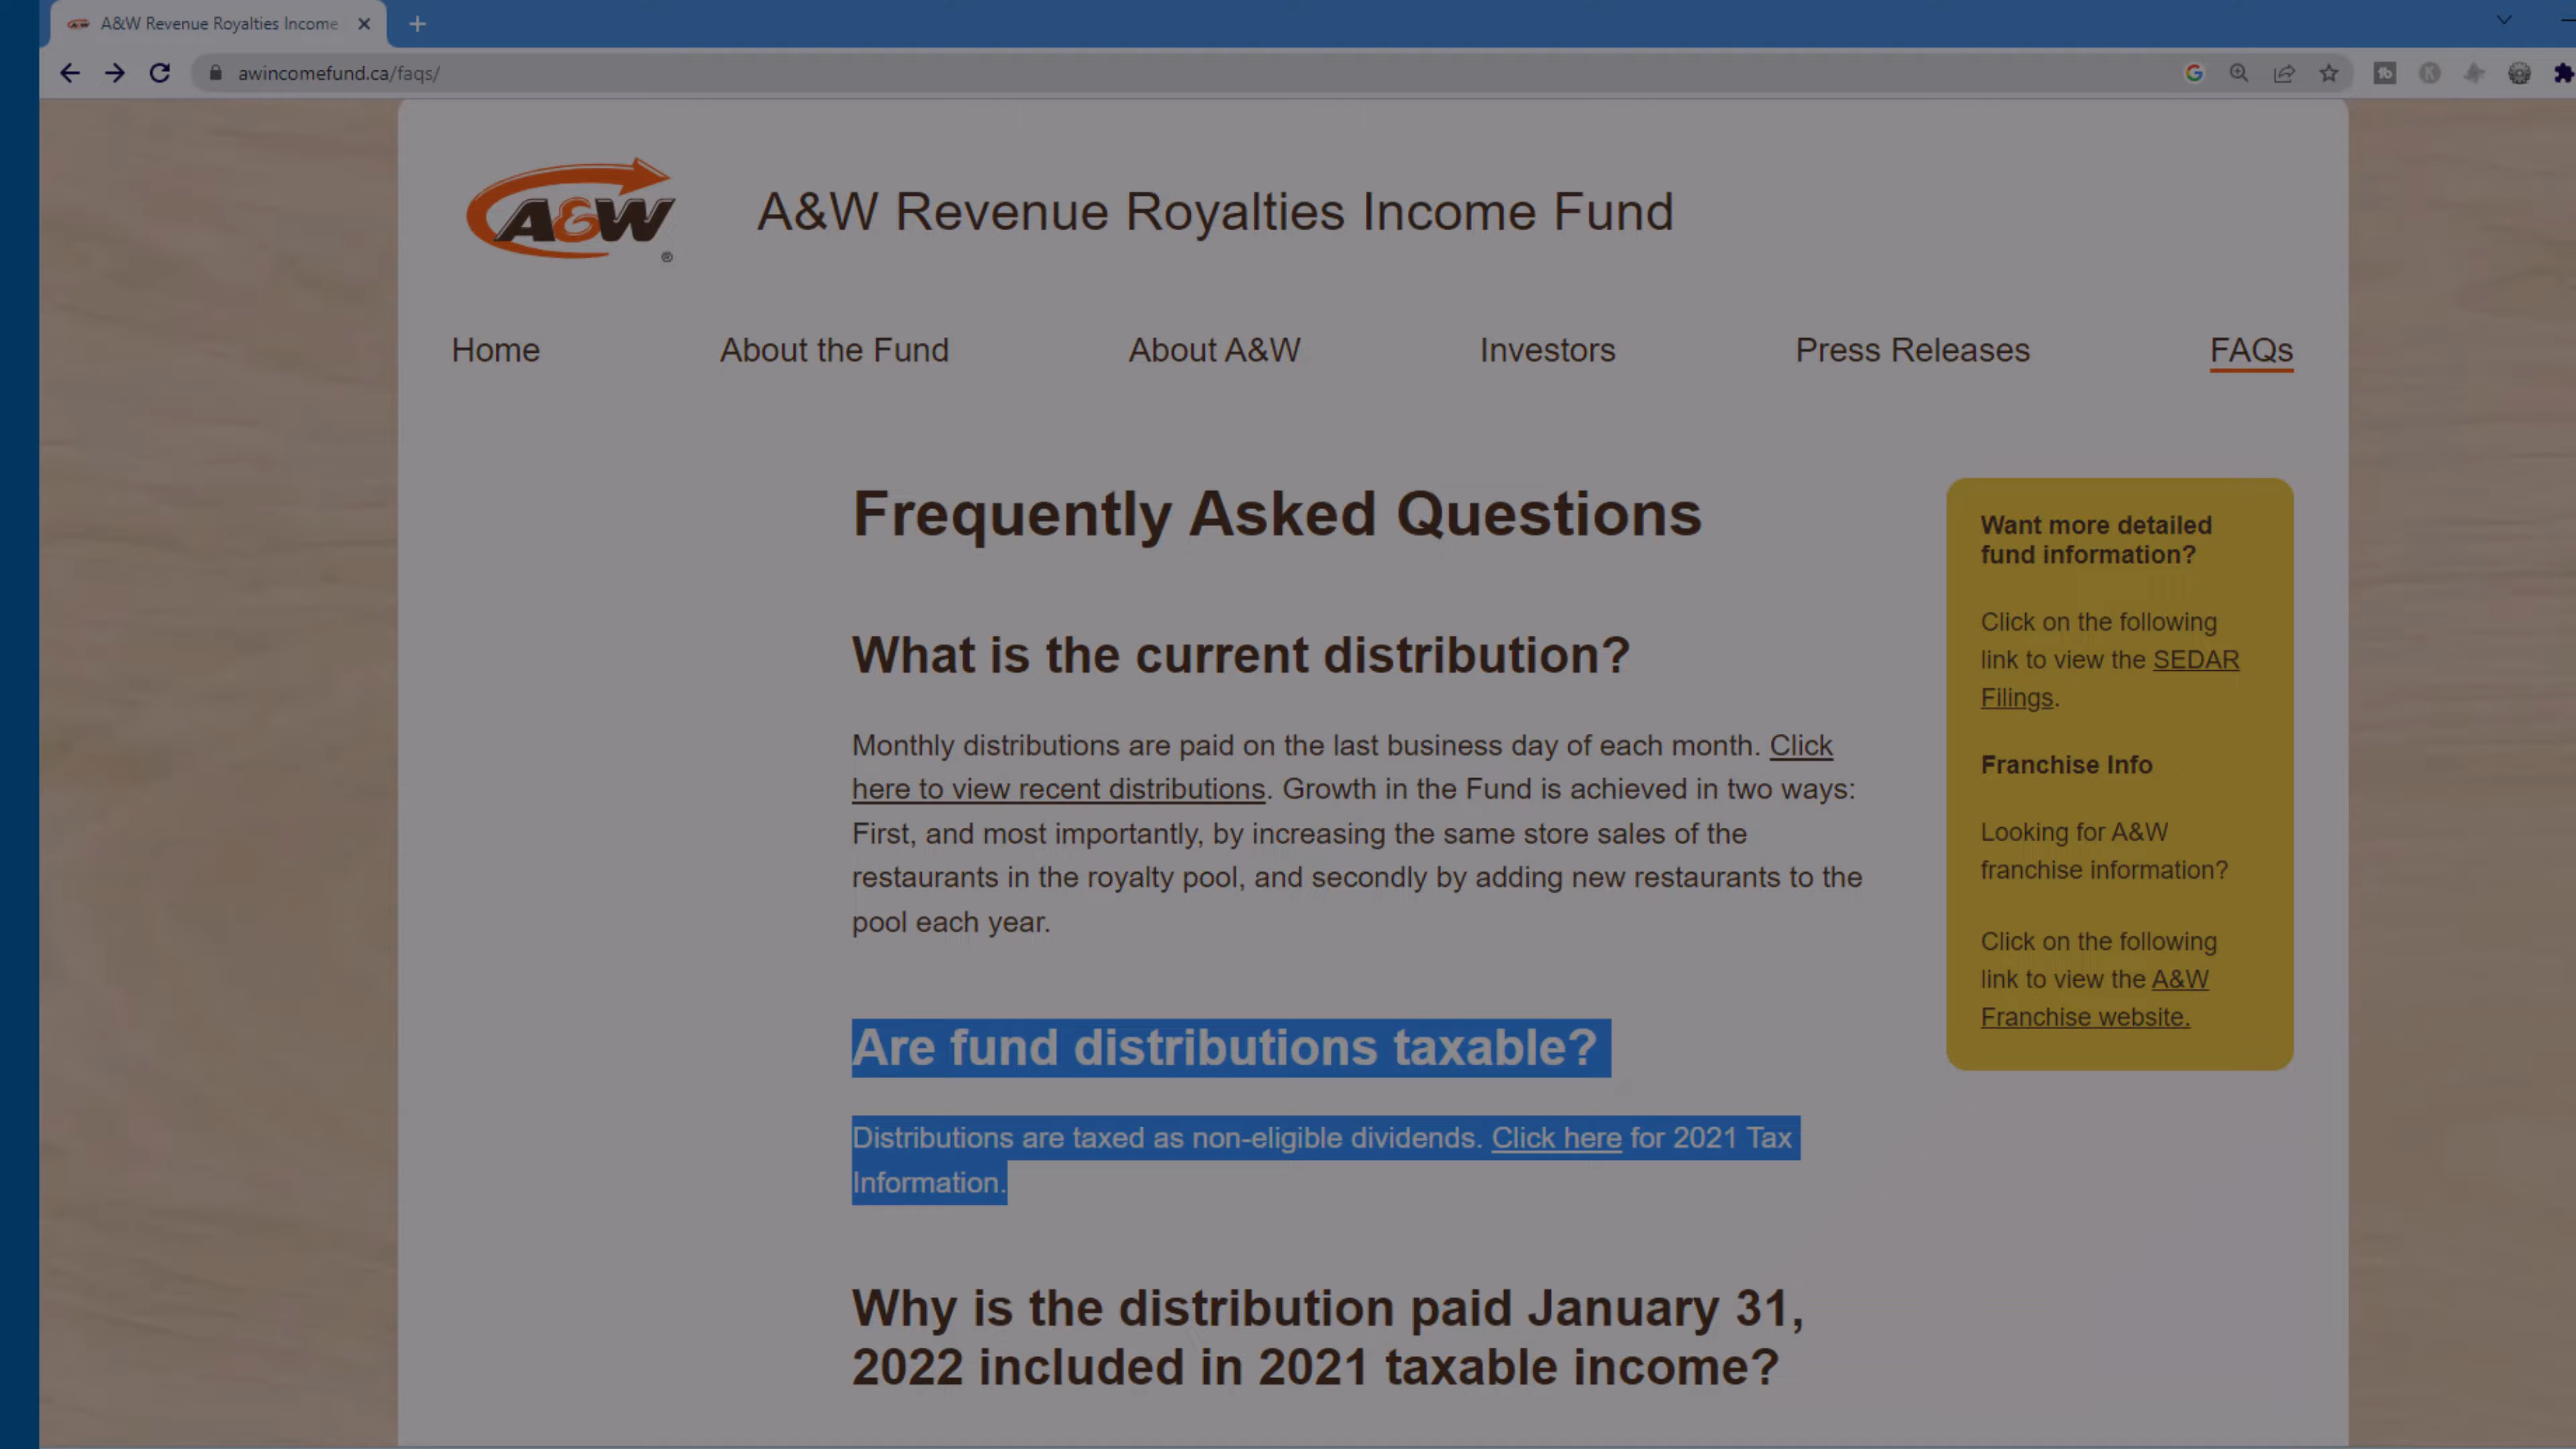 A&W Revenue Royalties Income
awincomefund.ca/faqs/
A&W
®
A&W Revenue Royalties Income Fund
Home
About the Fund
About A&W
Investors
Press Releases
FAQs
Frequently Asked Questions
What is the current distribution?
Monthly distributions are paid on the last business day of each month. Click
here to view recent distributions. Growth in the Fund is achieved in two ways:
First, and most importantly, by increasing the same store sales of the
restaurants in the royalty pool, and secondly by adding new restaurants to the
pool each year.
Are fund distributions taxable?
Distributions are taxed as non-eligible dividends. Click here for 2021 Tax
Information.
Why is the distribution paid January 31,
2022 included in 2021 taxable income?
Want more detailed
fund information?
Click on the following
link to view the SEDAR
Filings.
Franchise Info
Looking for A&W
franchise information?
Click on the following
link to view the A&W
Franchise website.